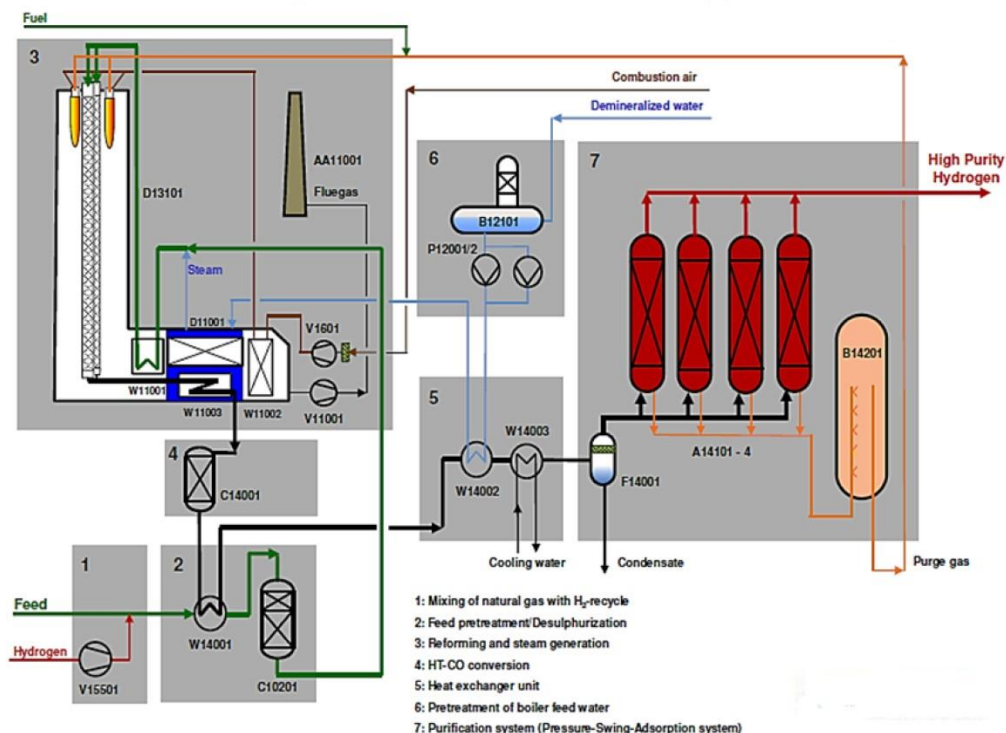 Fuel
3
Combustion air
Demineralized water
AA11001
Fluegas
D13101
6
B12101
P12001/2
7
High Purity
Hydrogen
Steam
D11001
V1601
W11001
W11003
W11002
V11001
B14201
5
W14003
W14002
F14001
A14101 - 4
4
C14001
Cooling water
Condensate
Purge gas
1
2
Feed
Hydrogen
V15501
W14001
C10201
1: Mixing of natural gas with H₂-recycle
2: Feed pretreatment/Desulphurization
3: Reforming and steam generation
4: HT-CO conversion
5: Heat exchanger unit
6: Pretreatment of boiler feed water
7: Purification system (Pressure-Swing-Adsorption system)